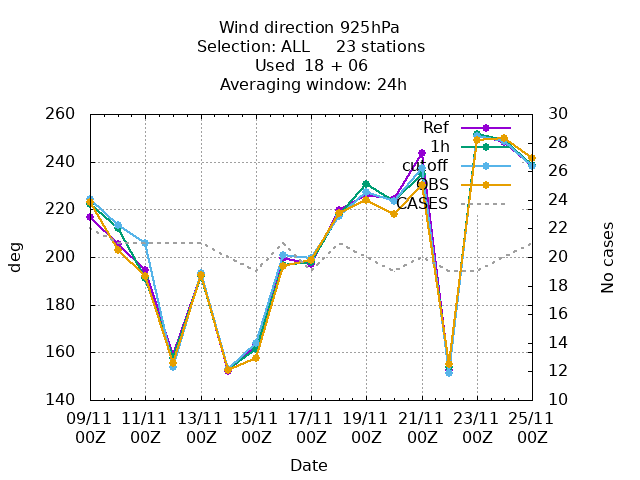 Wind direction 925hPa
Selection: ALL 23 stations
Used 18 + 06
Averaging window: 24h
260 30
240 28
220 26
200 24
180 22
160 20
140 18
16
14
12
10
Ref
1h
cutoff
OBS
CASES
deg
No cases
09/11 11/11 13/11 15/11 17/11 19/11 21/11 23/11 25/11
00Z 00Z 00Z 00Z 00Z 00Z 00Z 00Z 00Z
Date